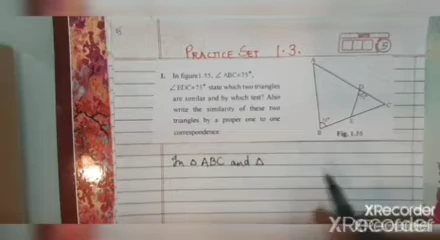 PRACTICE SET 1.3.
1. In figure 1.55, ∠ABC=75°,
∠EDC=75° state which two triangles
are similar and by which test? Also
write the similarity of these two
triangles by a proper one to one
correspondence.
A
D
C
E
B
Fig. 1.55
In △ ABC and △
XRecorder
XRecorder